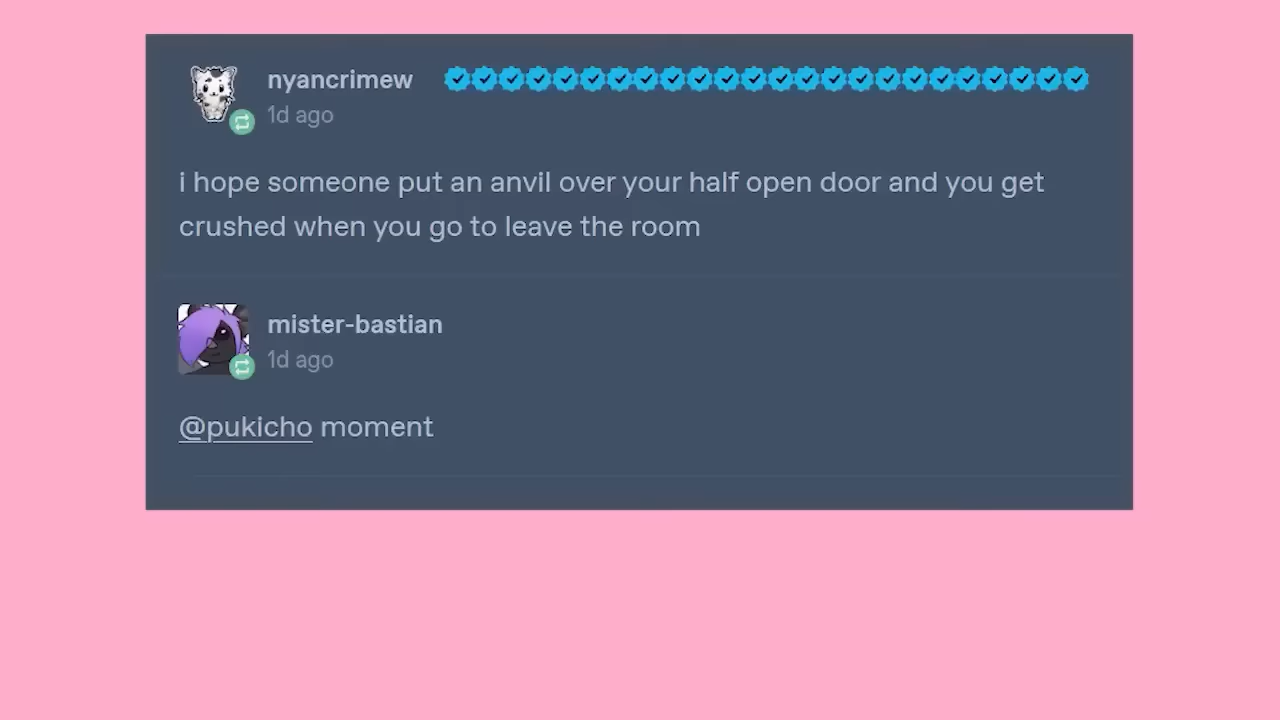 nyancrimew
1d ago
i hope someone put an anvil over your half open door and you get
crushed when you go to leave the room
mister-bastian
1d ago
@pukicho moment